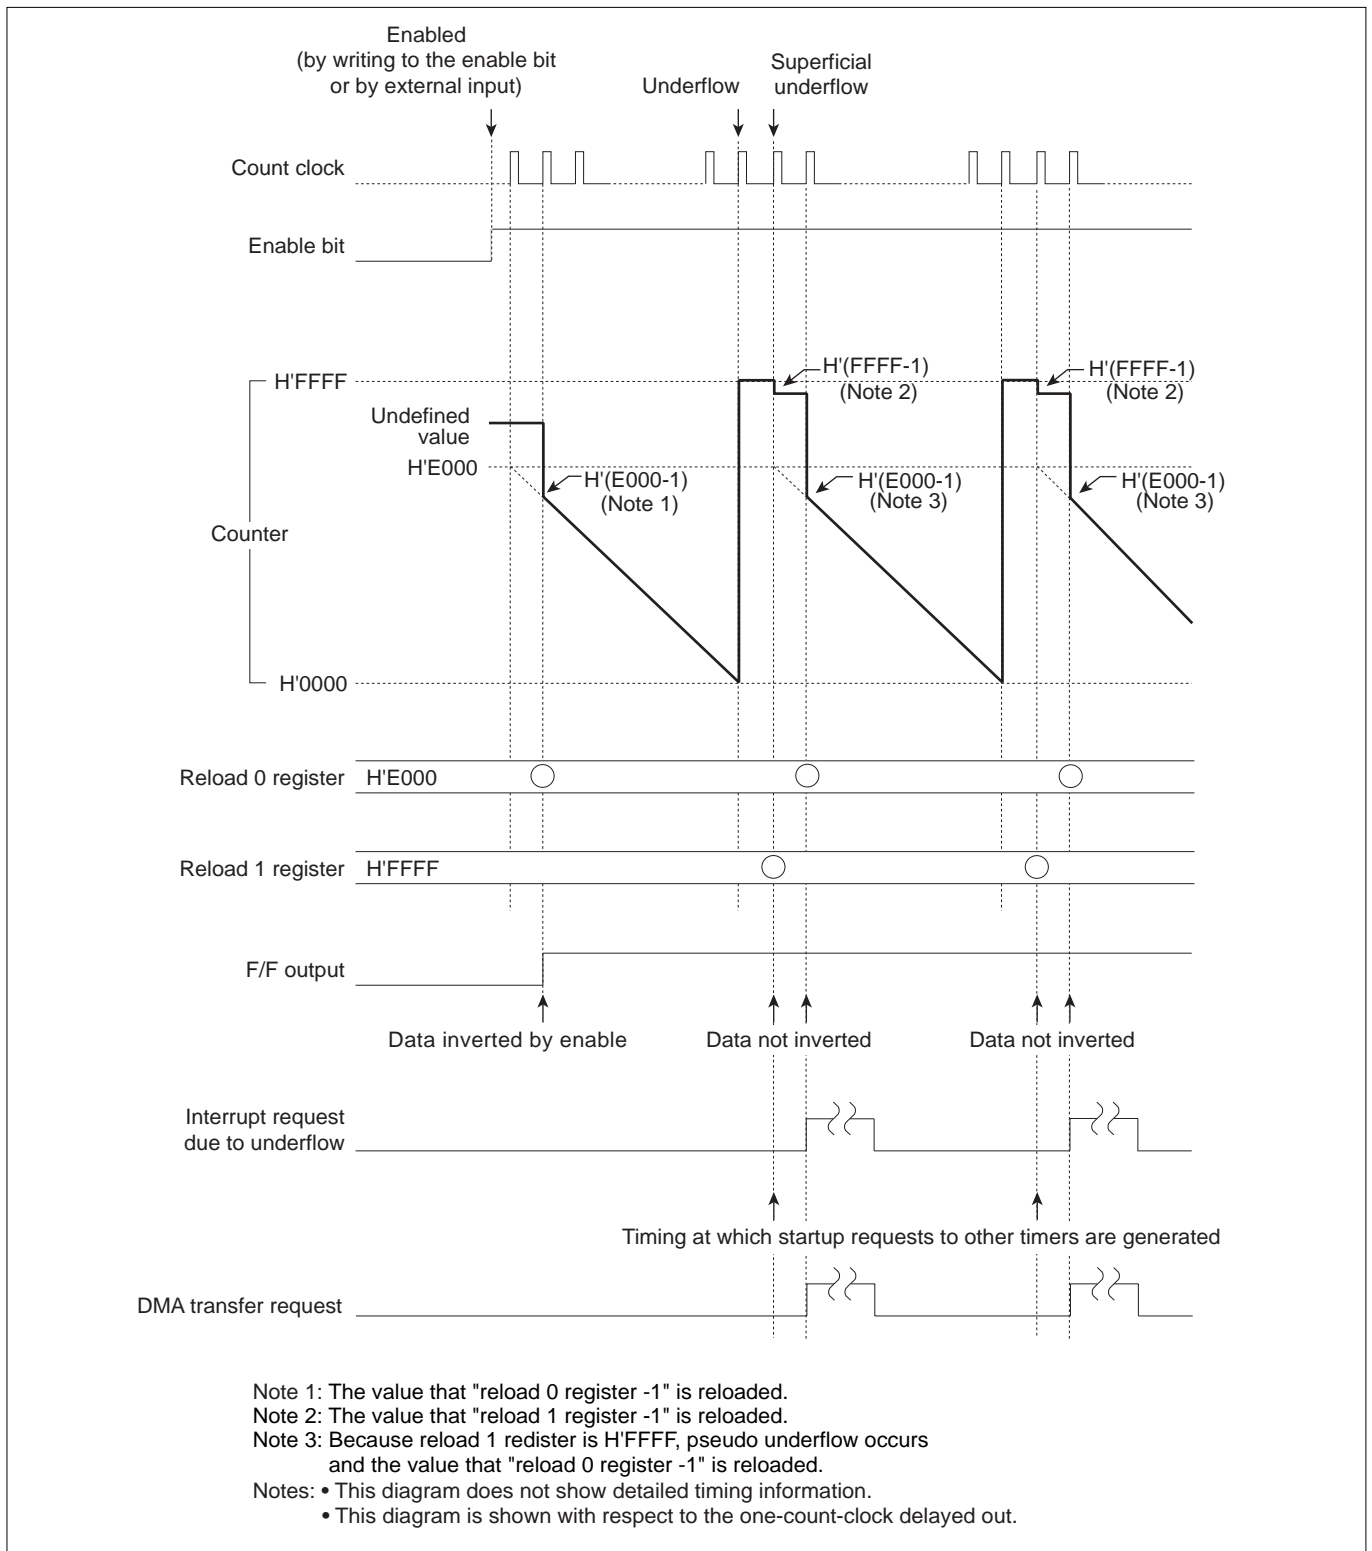 Enabled
(by writing to the enable bit
or by external input)
Underflow
Superficial
underflow
Count clock
Enable bit
H'FFFF
H'(FFFF-1)
(Note 2)
H'(FFFF-1)
(Note 2)
Undefined
value
H'E000
H'(E000-1)
(Note 1)
H'(E000-1)
(Note 3)
H'(E000-1)
(Note 3)
Counter
H'0000
Reload 0 register
H'E000
Reload 1 register
H'FFFF
F/F output
Data inverted by enable
Data not inverted
Data not inverted
Interrupt request
due to underflow
Timing at which startup requests to other timers are generated
DMA transfer request
Note 1: The value that "reload 0 register -1" is reloaded.
Note 2: The value that "reload 1 register -1" is reloaded.
Note 3: Because reload 1 redister is H'FFFF, pseudo underflow occurs
and the value that "reload 0 register -1" is reloaded.
Notes: • This diagram does not show detailed timing information.
• This diagram is shown with respect to the one-count-clock delayed out.